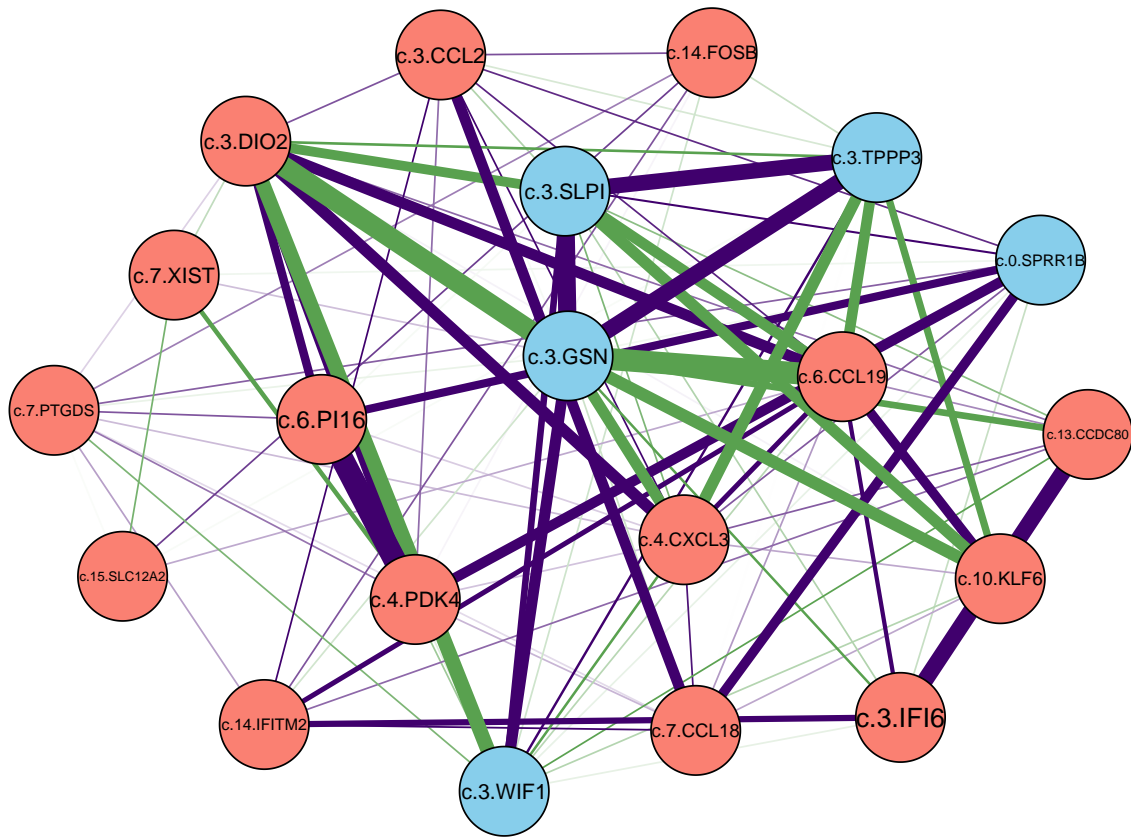 c.3.CCL2
c.14.FOSB
c.3.DIO2
c.3.TPPP3
c.3.SLPI
c.0.SPRR1B
c.7.XIST
c.3.GSN
c.6.CCL19
c.7.PTGDS
c.6.PI16
c.13.CCDC80
c.4.CXCL3
c.15.SLC12A2
c.10.KLF6
c.4.PDK4
c.14.IFITM2
c.7.CCL18
c.3.IFI6
c.3.WIF1